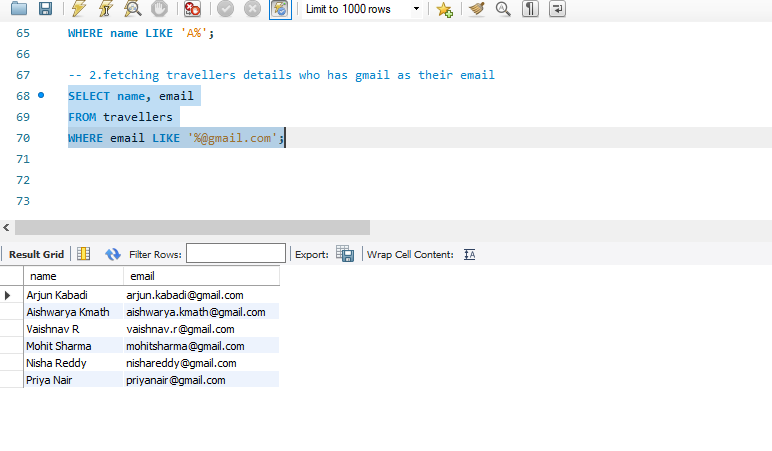 Limit to 1000 rows
65 WHERE name LIKE 'A%';
66
67 -- 2.fetching travellers details who has gmail as their email
68 SELECT name, email
69 FROM travellers
70 WHERE email LIKE '%@gmail.com';
71
72
73
Result Grid Filter Rows: Export: Wrap Cell Content: IA
name email
Arjun Kabadi arjun.kabadi@gmail.com
Aishwarya Kmath aishwarya.kmath@gmail.com
Vaishnav R vaishnav.r@gmail.com
Mohit Sharma mohitsharma@gmail.com
Nisha Reddy nishareddy@gmail.com
Priya Nair priyanair@gmail.com